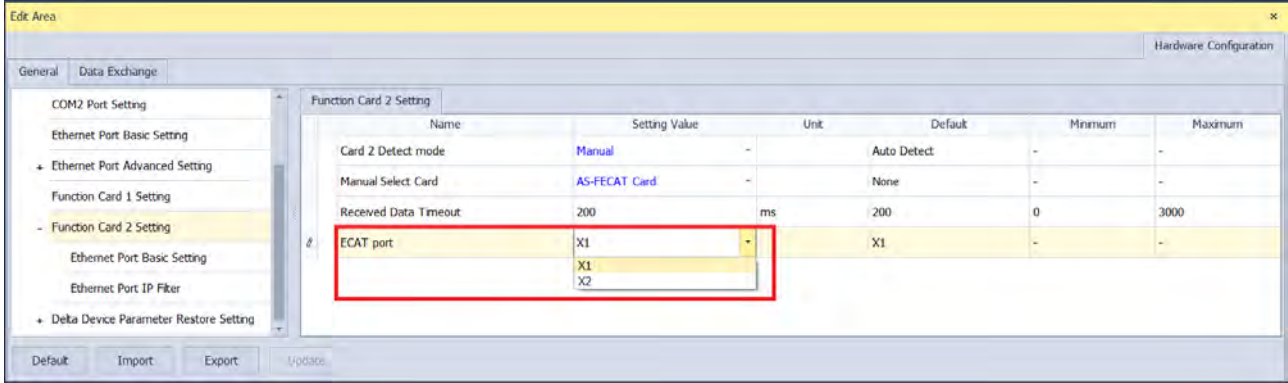 Edit Area
Hardware Configuration
General Data Exchange
COM2 Port Setting
Ethernet Port Basic Setting
+ Ethernet Port Advanced Setting
Function Card 1 Setting
- Function Card 2 Setting
Ethernet Port Basic Setting
Ethernet Port IP Filter
+ Delta Device Parameter Restore Setting
Function Card 2 Setting
Name Setting Value Unit Default Minimum Maximum
Card 2 Detect mode Manual Auto Detect - -
Manual Select Card AS-FECAT Card None - -
Received Data Timeout 200 ms 200 0 3000
ECAT port X1 X1 - -
X1
X2
Default Import Export Update